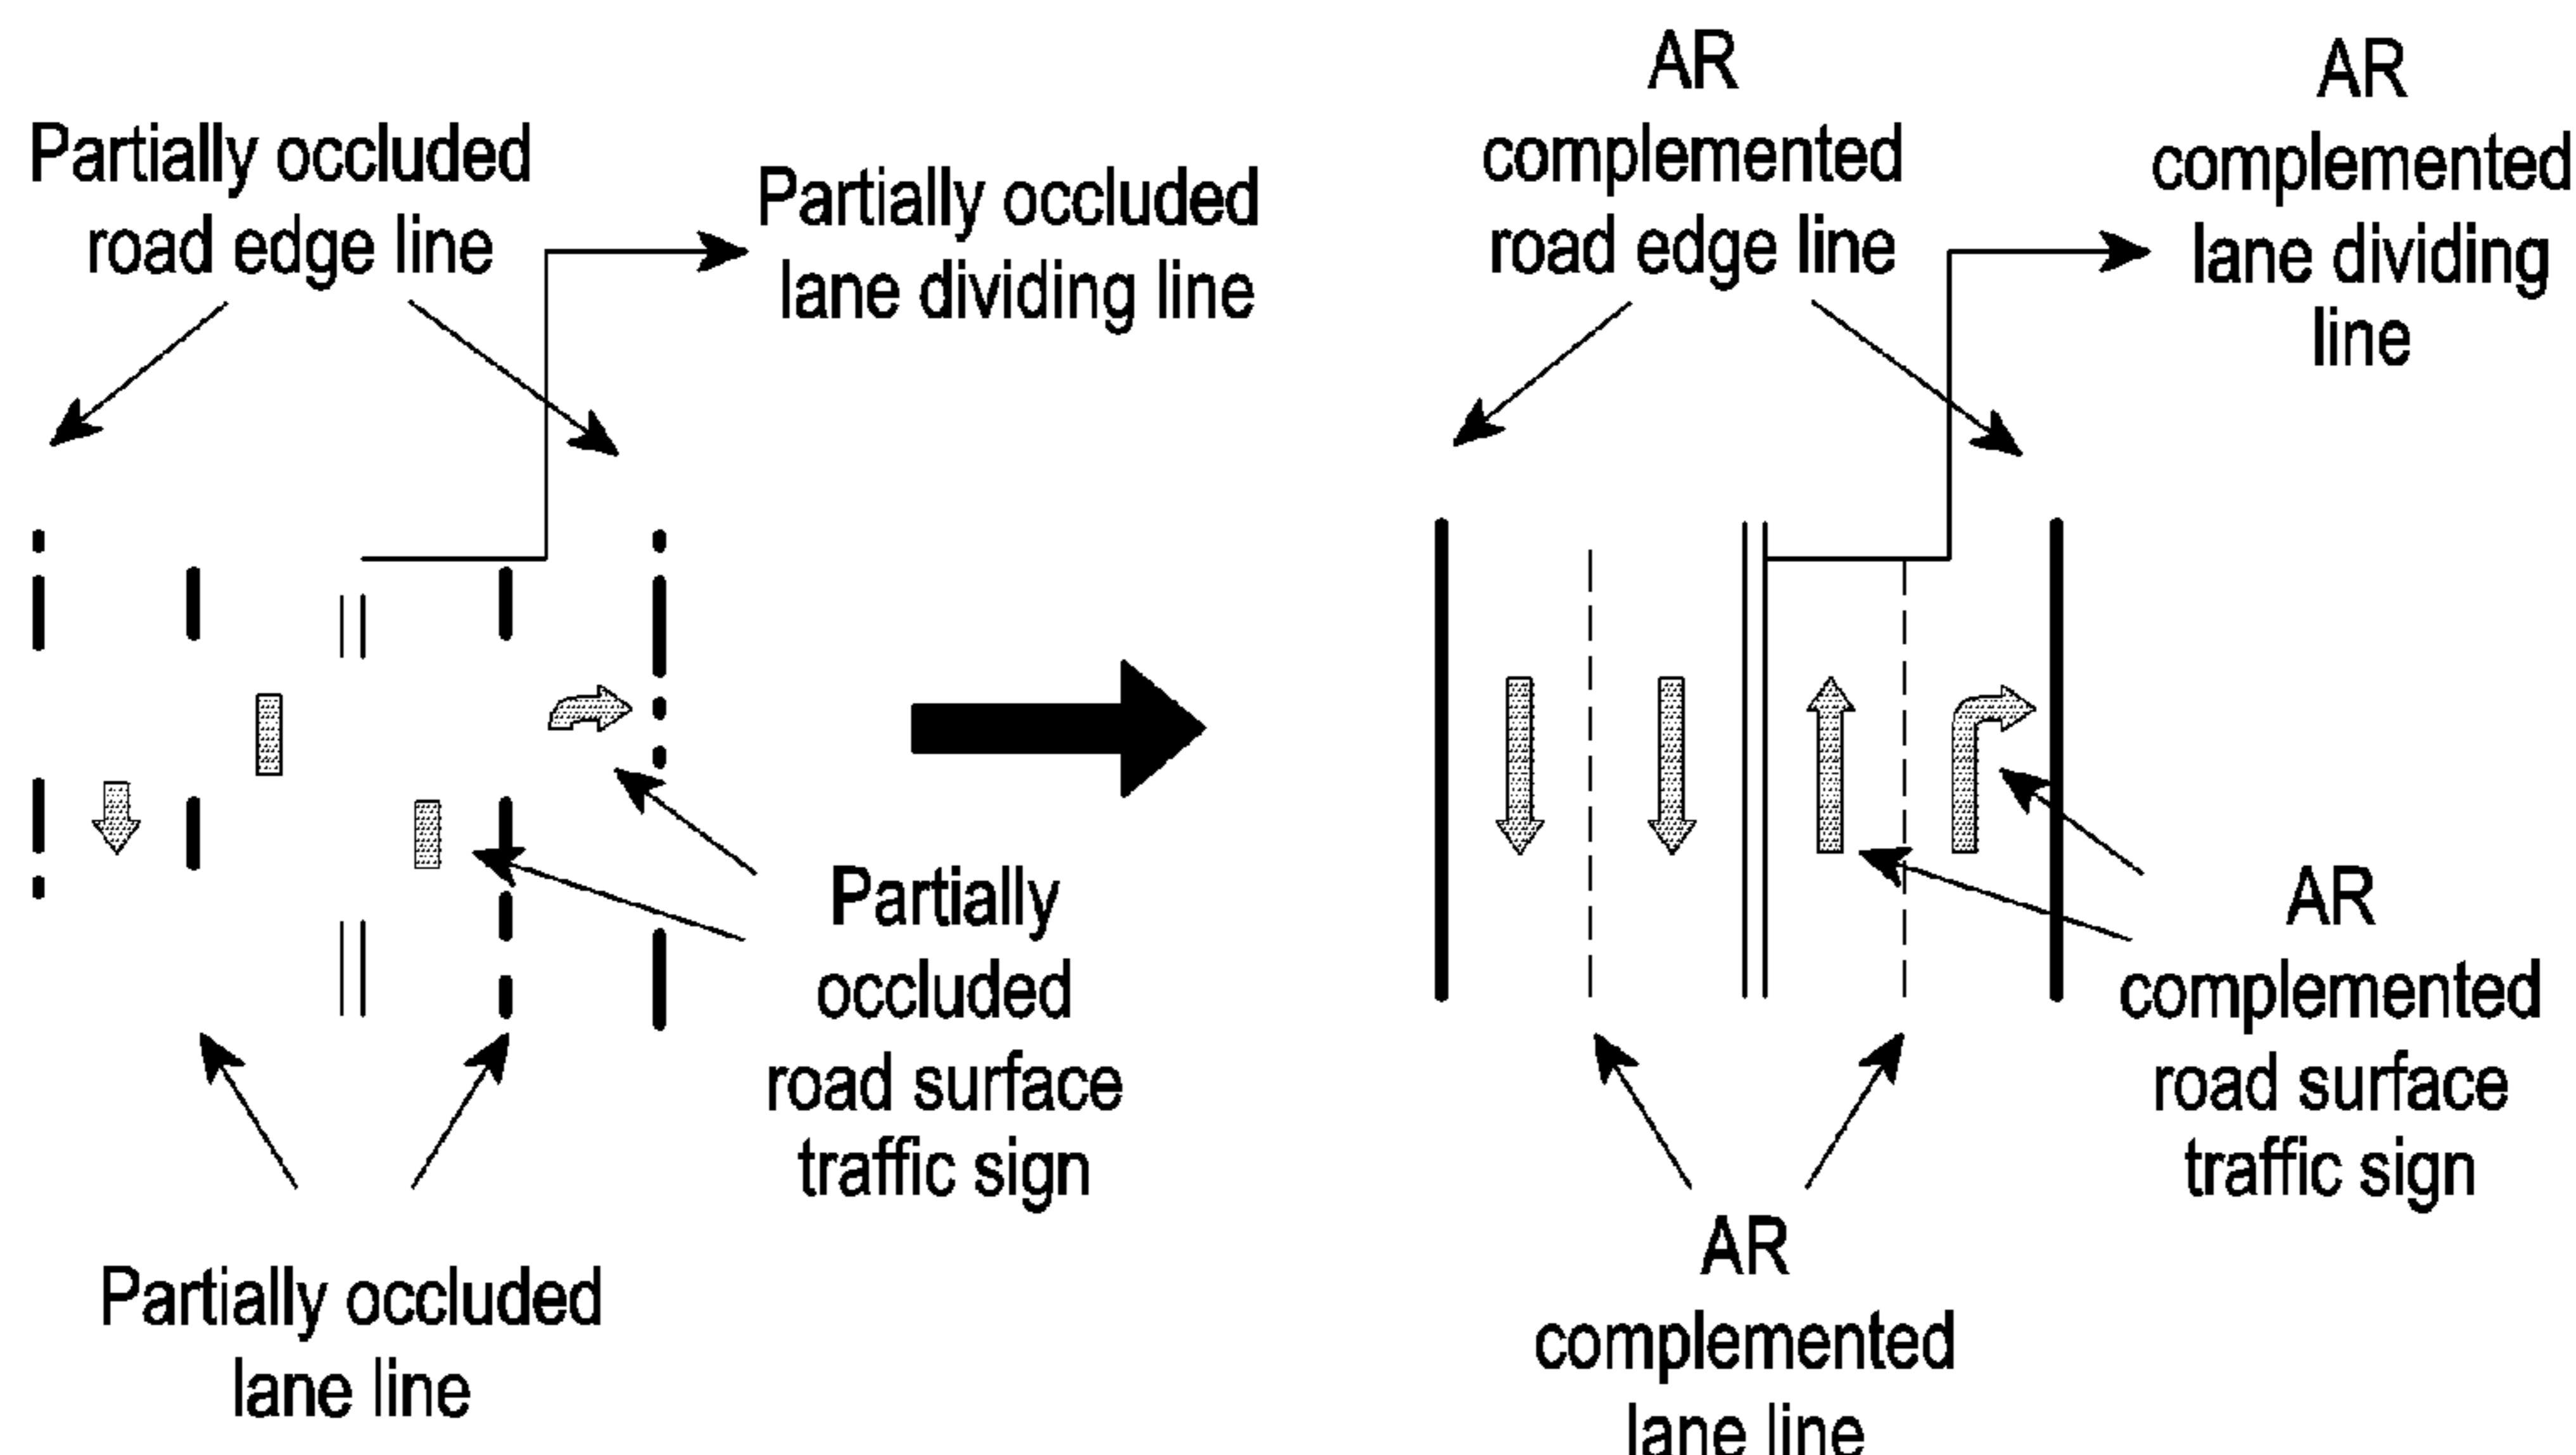 Partially occluded
road edge line
Partially occluded
lane dividing line
Partially
occluded
road surface
traffic sign
Partially occluded
lane line
AR
complemented
road edge line
AR
complemented
lane dividing
line
AR
complemented
road surface
traffic sign
AR
complemented
lane line